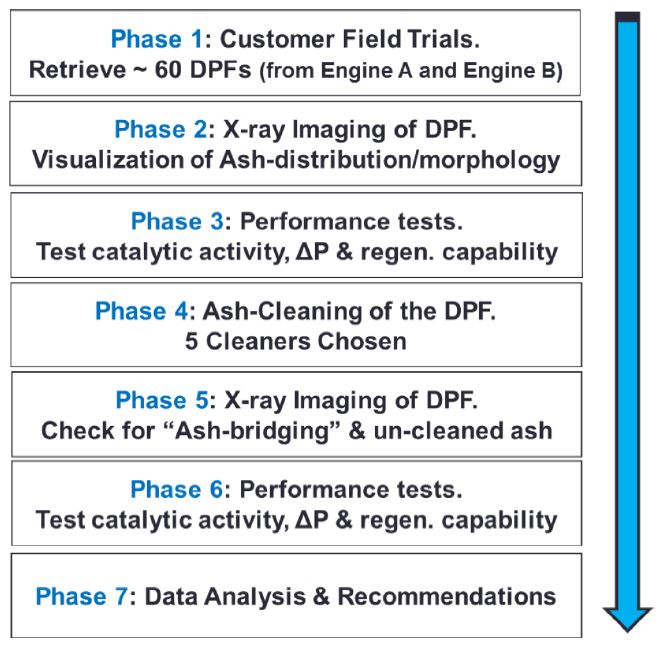 Phase 1: Customer Field Trials.
Retrieve ~ 60 DPFs (from Engine A and Engine B)
Phase 2: X-ray Imaging of DPF.
Visualization of Ash-distribution/morphology
Phase 3: Performance tests.
Test catalytic activity, ΔP & regen. capability
Phase 4: Ash-Cleaning of the DPF.
5 Cleaners Chosen
Phase 5: X-ray Imaging of DPF.
Check for “Ash-bridging” & un-cleaned ash
Phase 6: Performance tests.
Test catalytic activity, ΔP & regen. capability
Phase 7: Data Analysis & Recommendations